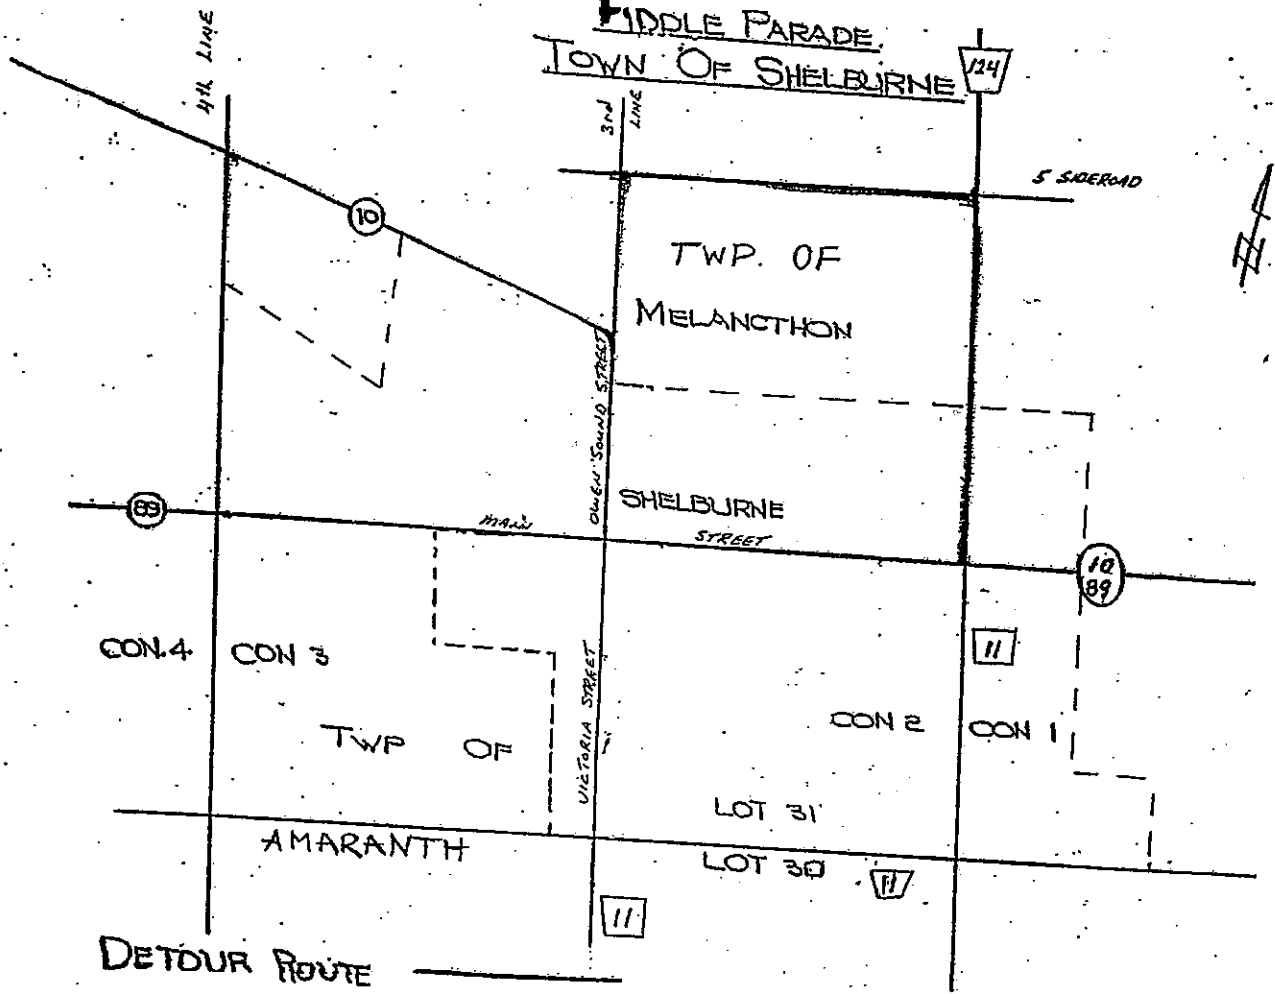 FIDDLE PARADE.
TOWN OF SHELBURNE
124
4th LINE
3rd LINE
5 SIDEROAD
10
TWP. OF
MELANCTHON
OWEN SOUND STREET
SHELBURNE
89
MAIN
STREET
10
89
CON.4.
CON 3
VICTORIA STREET
11
TWP OF
CON 2
CON 1
LOT 31
AMARANTH
LOT 30
11
11
DETOUR ROUTE